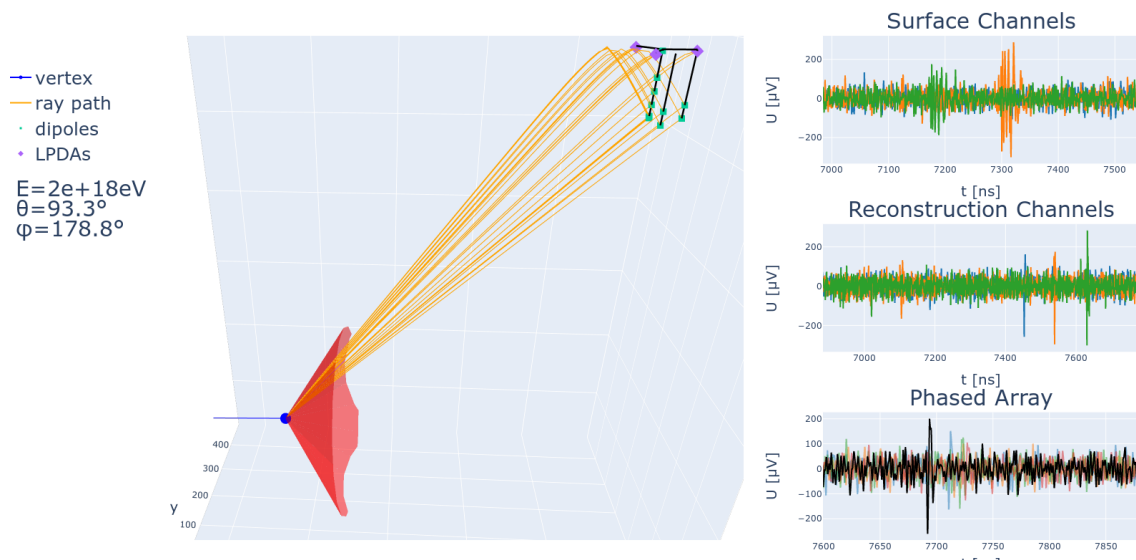 vertex
ray path
dipoles
LPDAs
E=2e+18eV
θ=93.3°
φ=178.8°
400
300
200
100
y
Surface Channels
200
0
−200
U [µV]
7000
7100
7200
7300
7400
7500
t [ns]
Reconstruction Channels
200
0
−200
U [µV]
7000
7200
7400
7600
t [ns]
Phased Array
200
100
0
−100
−200
U [µV]
7600
7650
7700
7750
7800
7850
t [ns]